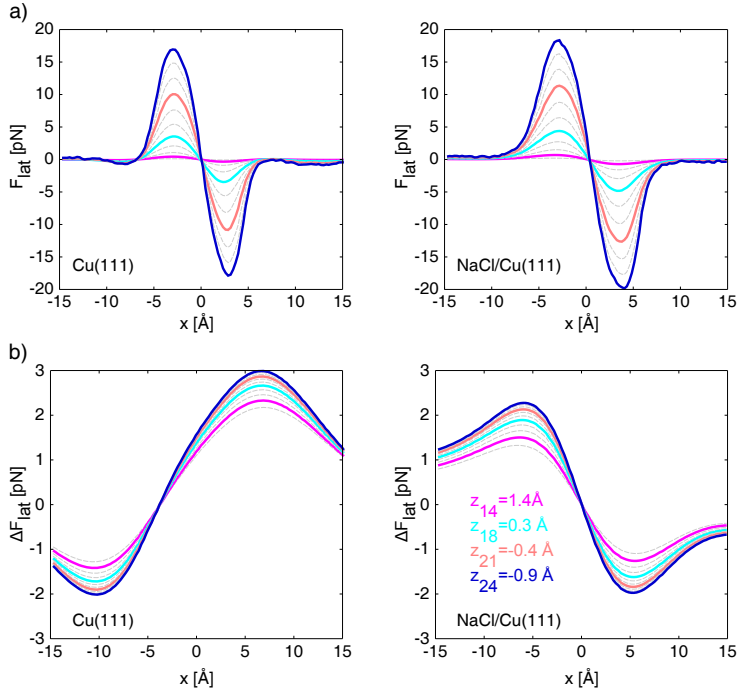 a)
20
15
10
5
0
-5
-10
-15
-20
F_lat [pN]
Cu(111)
-15 -10 -5 0 5 10 15
x [Å]
20
15
10
5
0
-5
-10
-15
-20
F_lat [pN]
NaCl/Cu(111)
-15 -10 -5 0 5 10 15
x [Å]
b)
3
2
1
0
-1
-2
-3
ΔF_lat [pN]
Cu(111)
-15 -10 -5 0 5 10 15
x [Å]
3
2
1
0
-1
-2
-3
ΔF_lat [pN]
z_14=1.4Å
z_18=0.3 Å
z_21=-0.4 Å
z_24=-0.9 Å
NaCl/Cu(111)
-15 -10 -5 0 5 10 15
x [Å]